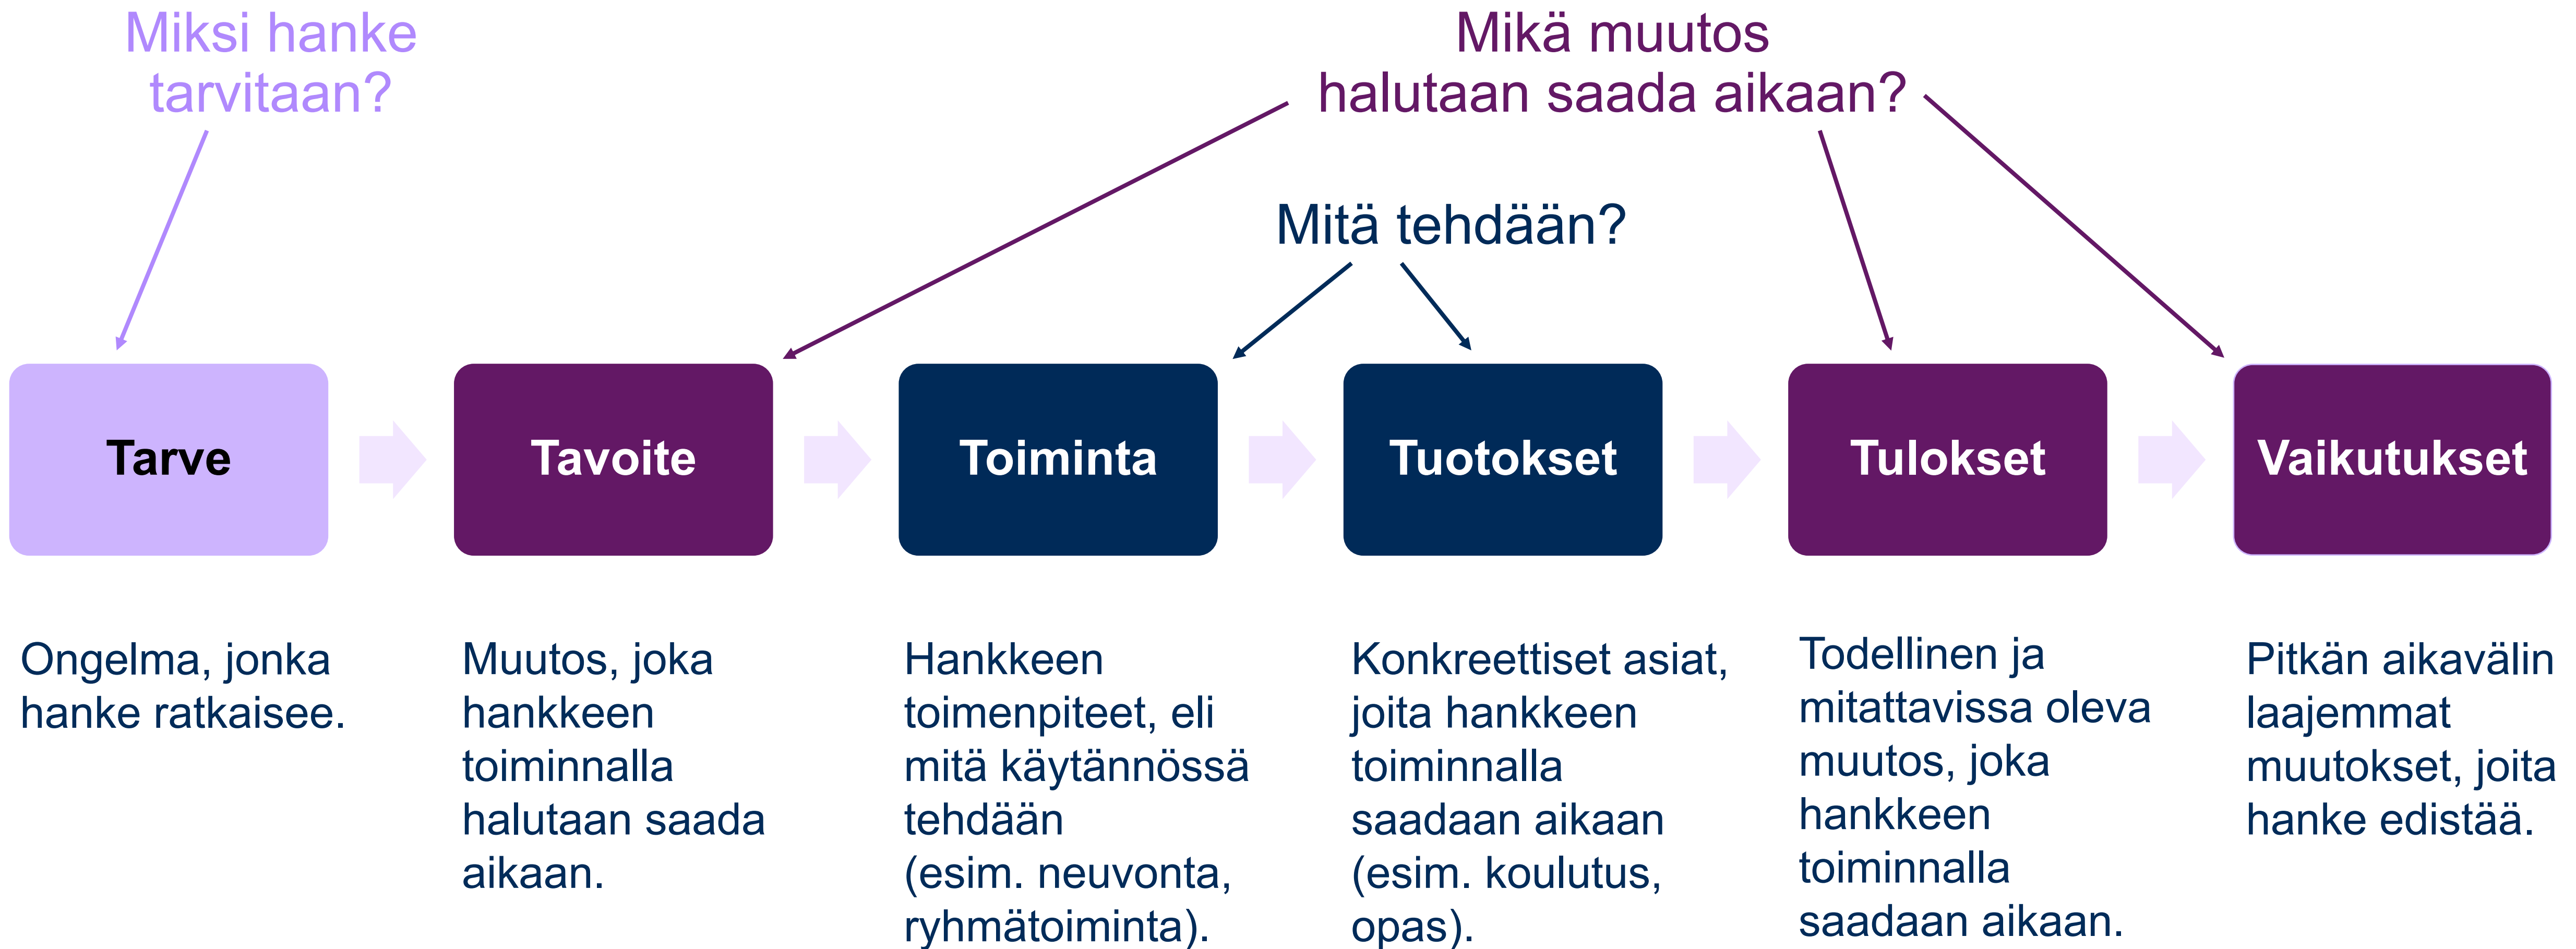 Miksi hanke
tarvitaan?
Mikä muutos
halutaan saada aikaan?
Mitä tehdään?
Tarve
Tavoite
Toiminta
Tuotokset
Tulokset
Vaikutukset
Ongelma, jonka
hanke ratkaisee.
Muutos, joka
hankkeen
toiminnalla
halutaan saada
aikaan.
Hankkeen
toimenpiteet, eli
mitä käytännössä
tehdään
(esim. neuvonta,
ryhmätoiminta).
Konkreettiset asiat,
joita hankkeen
toiminnalla
saadaan aikaan
(esim. koulutus,
opas).
Todellinen ja
mitattavissa oleva
muutos, joka
hankkeen
toiminnalla
saadaan aikaan.
Pitkän aikavälin
laajemmat
muutokset, joita
hanke edistää.